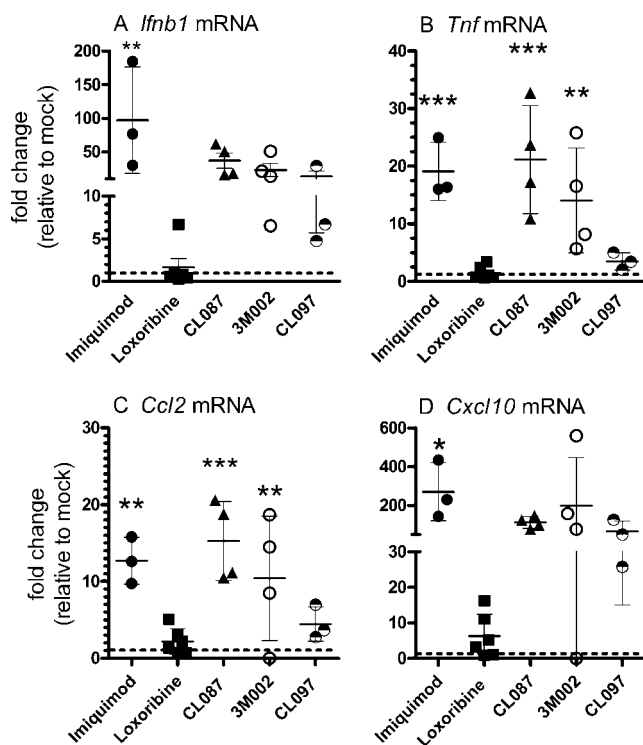 A Ifnb1 mRNA
B Tnf mRNA
fold change
(relative to mock)
200
150
100
50
10
5
0
**
40
30
20
10
0
***
***
**
Imiquimod
Loxoribine
CL087
3M002
CL097
Imiquimod
Loxoribine
CL087
3M002
CL097
C Ccl2 mRNA
D Cxcl10 mRNA
fold change
(relative to mock)
30
20
10
0
**
***
**
600
400
200
30
20
10
0
*
Imiquimod
Loxoribine
CL087
3M002
CL097
Imiquimod
Loxoribine
CL087
3M002
CL097